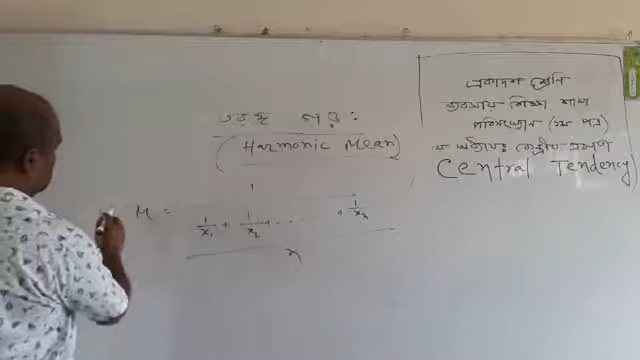 তরঙ্গ গড়:
(Harmonic Mean)
1
M =
1/x₁ + 1/x₂ + ... + 1/xₙ
n
একাদশ শ্রেণি
ব্যবসায় শিক্ষা শাখা
পরিসংখ্যান (১ম পত্র)
অধ্যায়ঃ কেন্দ্রীয় প্রবণতা
Central Tendency)